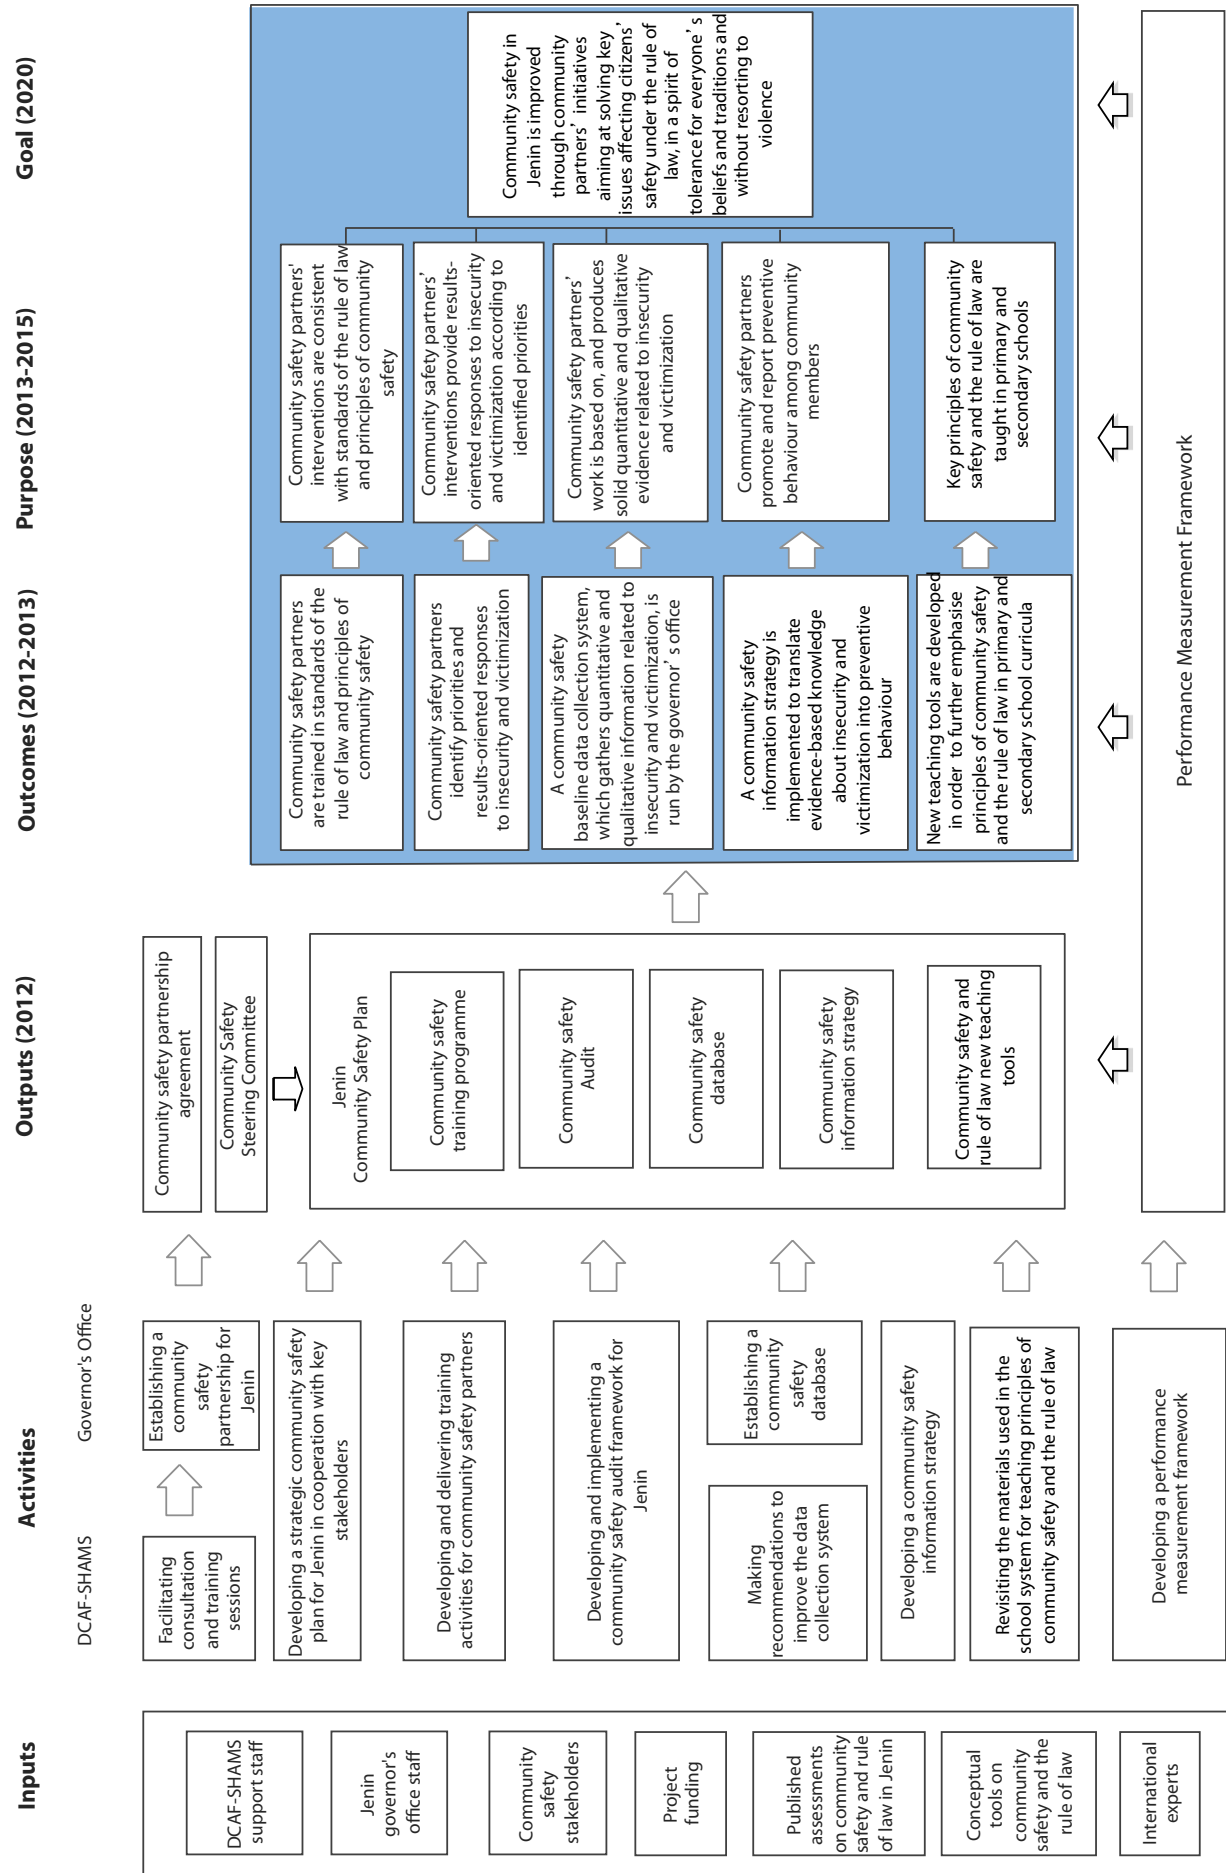 Inputs
DCAF-SHAMS
support staff
Jenin
governor's
office staff
Community
safety
stakeholders
Project
funding
Published
assessments
on community
safety and rule
of law in Jenin
Conceptual
tools on
community
safety and the
rule of law
International
experts
Activities
DCAF-SHAMS
Governor's Office
Facilitating
consultation
and training
sessions
Establishing a
community
safety
partnership for
Jenin
Developing a strategic community safety
plan for Jenin in cooperation with key
stakeholders
Developing and delivering training
activities for community safety partners
Developing and implementing a
community safety audit framework for
Jenin
Making
recommendations to
improve the data
collection system
Establishing a
community
safety
database
Developing a community safety
information strategy
Revisiting the materials used in the
school system for teaching principles of
community safety and the rule of law
Developing a performance
measurement framework
Outputs (2012)
Community safety partnership
agreement
Community Safety
Steering Committee
Jenin
Community Safety Plan
Community safety
training programme
Community safety
Audit
Community safety
database
Community safety
information strategy
Community safety and
rule of law new teaching
tools
Outcomes (2012-2013)
Community safety partners
are trained in standards of the
rule of law and principles of
community safety
Community safety partners
identify priorities and
results-oriented responses
to insecurity and victimization
A community safety
baseline data collection system,
which gathers quantitative and
qualitative information related to
insecurity and victimization, is
run by the governor’ s office
A community safety
information strategy is
implemented to translate
evidence-based knowledge
about insecurity and
victimization into preventive
behaviour
New teaching tools are developed
in order to further emphasise
principles of community safety
and the rule of law in primary and
secondary school curricula
Purpose (2013-2015)
Community safety partners'
interventions are consistent
with standards of the rule of law
and principles of community
safety
Community safety partners’
interventions provide results-
oriented responses to insecurity
and victimization according to
identified priorities
Community safety partners’
work is based on, and produces
solid quantitative and qualitative
evidence related to insecurity
and victimization
Community safety partners
promote and report preventive
behaviour among community
members
Key principles of community
safety and the rule of law are
taught in primary and
secondary schools
Goal (2020)
Community safety in
Jenin is improved
through community
partners’ initiatives
aiming at solving key
issues affecting citizens’
safety under the rule of
law, in a spirit of
tolerance for everyone’ s
beliefs and traditions and
without resorting to
violence
Performance Measurement Framework